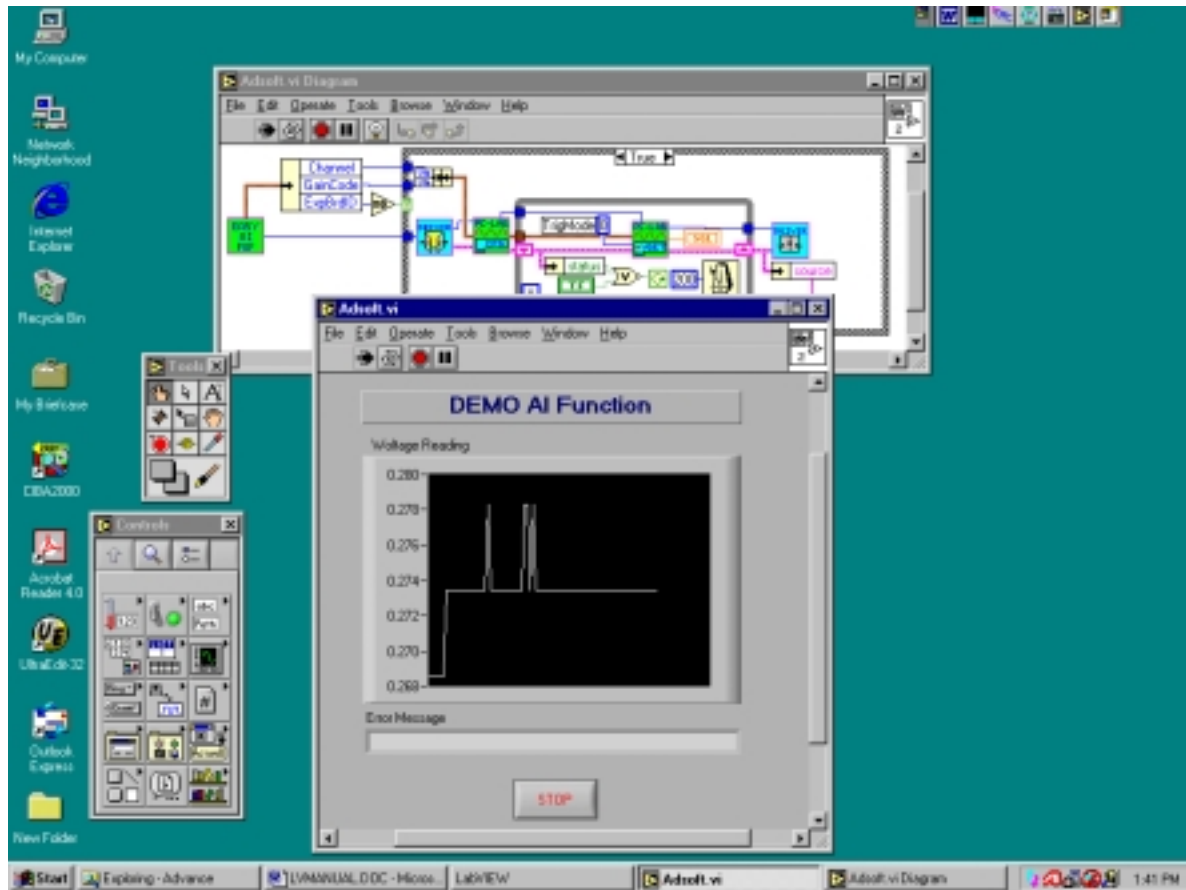 My Computer
Network
Neighborhood
Internet
Explorer
Recycle Bin
My Briefcase
Acrobat
Reader 4.0
UltraEdit-32
Outlook
Express
New Folder
Adsoft.vi Diagram
File Edit Operate Tools Browse Window Help
2
True
Channel
GainCode
ExpBrdID
TrigMode
status
source
Tools
Controls
Adsoft.vi
File Edit Operate Tools Browse Window Help
2
DEMO AI Function
Voltage Reading
0.280
0.278
0.276
0.274
0.272
0.270
0.268
Error Message
STOP
Start
Exploring - Advance
LVMANUAL.DOC - Micros...
LabVIEW
Adsoft.vi
Adsoft.vi Diagram
1:41 PM